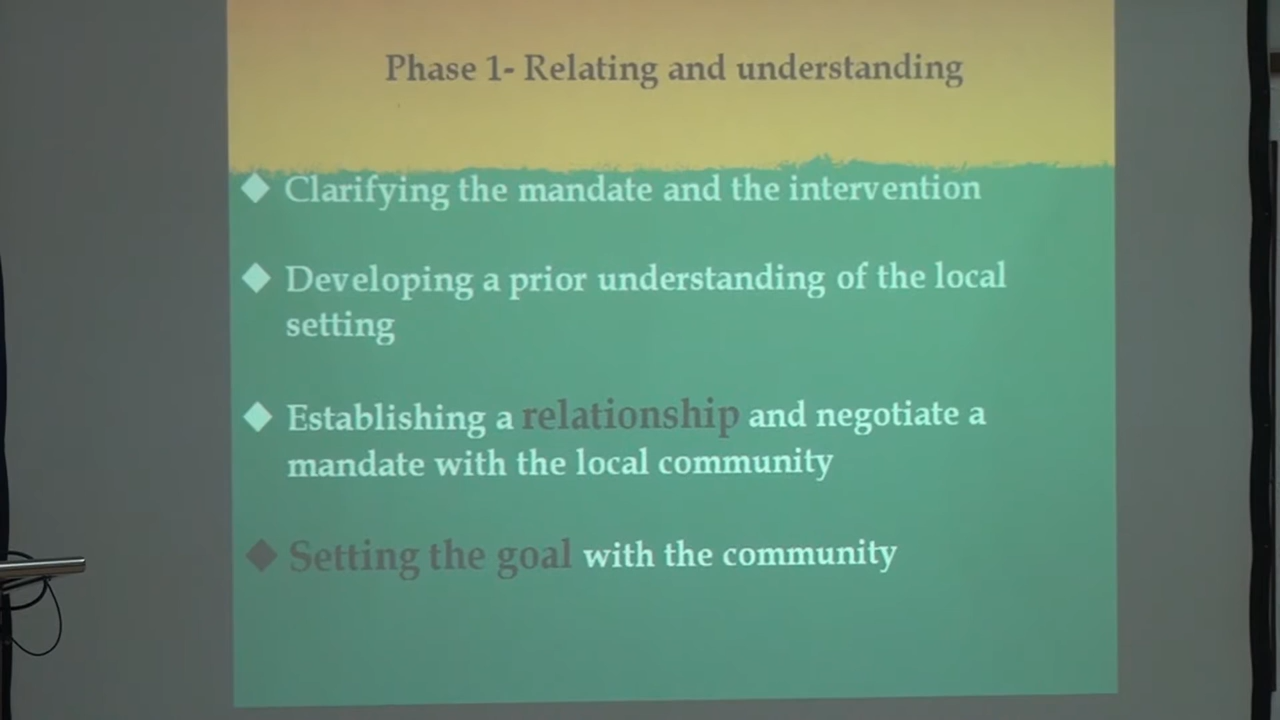 Phase 1- Relating and understanding
Clarifying the mandate and the intervention
Developing a prior understanding of the local
setting
Establishing a relationship and negotiate a
mandate with the local community
Setting the goal with the community